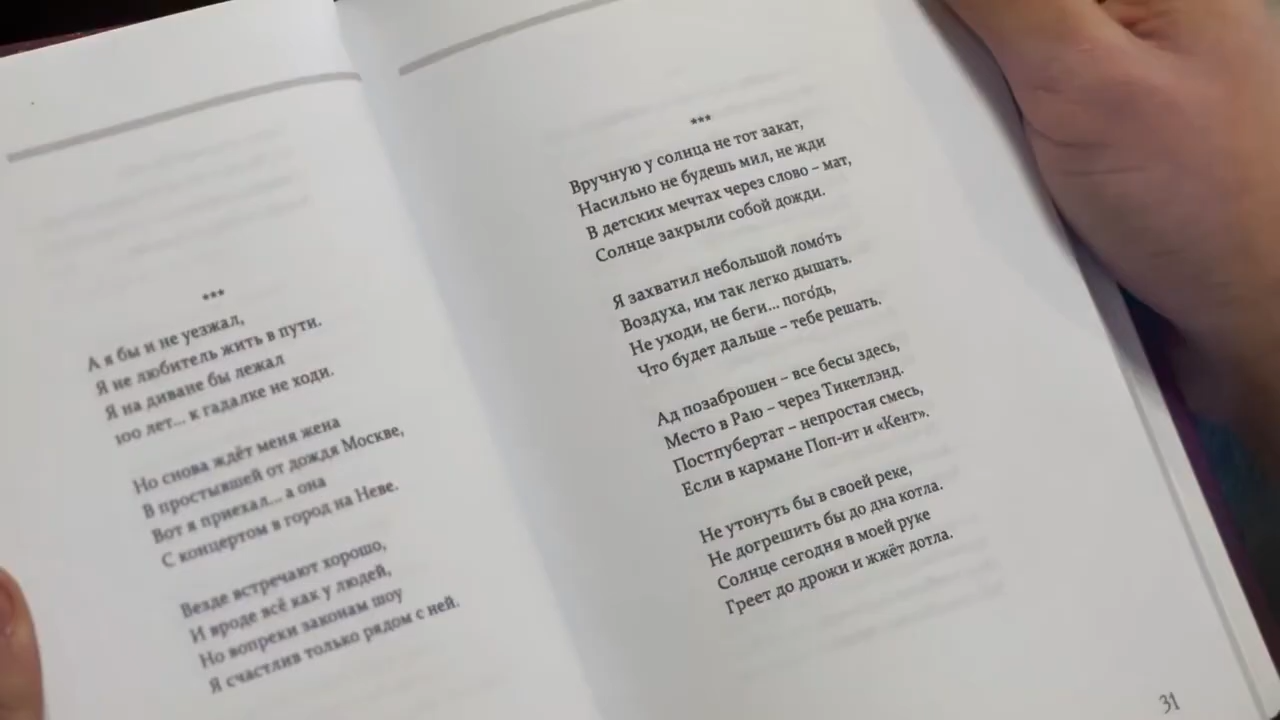 ***
А я бы и не уезжал,
Я не любитель жить в пути.
Я на диване бы лежал
100 лет... к гадалке не ходи.
Но снова ждёт меня жена
В простывшей от дождя Москве,
Вот я приехал... а она
С концертом в город на Неве.
Везде встречают хорошо,
И вроде всё как у людей,
Но вопреки законам шоу
Я счастлив только рядом с ней.
***
Вручную у солнца не тот закат,
Насильно не будешь мил, не жди
В детских мечтах через слово – мат,
Солнце закрыли собой дожди.
Я захватил небольшой ломо́ть
Воздуха, им так легко дышать.
Не уходи, не беги... пого́дь,
Что будет дальше – тебе решать.
Ад позаброшен – все бесы здесь,
Место в Раю – через Тикетлэнд.
Постпубертат – непростая смесь,
Если в кармане Поп-ит и «Кент».
Не утонуть бы в своей реке,
Не догрешить бы до дна котла.
Солнце сегодня в моей руке
Греет до дрожи и жжёт дотла.
31